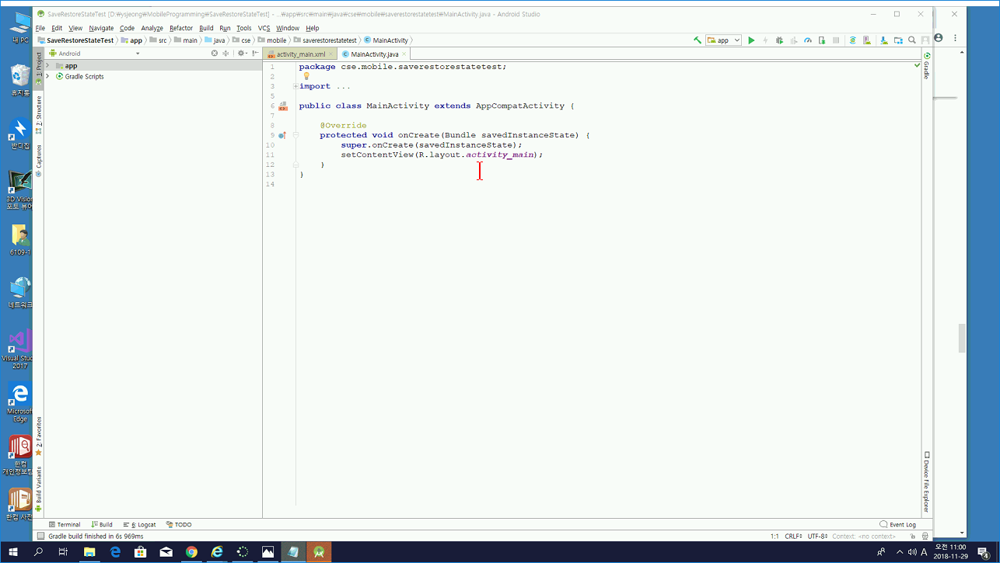 SaveRestoreStateTest [D:₩ysjeong₩MobileProgramming₩SaveRestoreStateTest] - ...₩app₩src₩main₩java₩cse₩mobile₩saverestorestatetest₩MainActivity.java - Android Studio
File Edit View Navigate Code Analyze Refactor Build Run Tools VCS Window Help
SaveRestoreStateTest app src main java cse mobile saverestorestatetest MainActivity
app
Android
activity_main.xml
MainActivity.java
app
Gradle Scripts
1: Project
7: Structure
Captures
2: Favorites
Build Variants
1 package cse.mobile.saverestorestatetest;
2
3 import ...
5
6 public class MainActivity extends AppCompatActivity {
7
8 @Override
9 protected void onCreate(Bundle savedInstanceState) {
10 super.onCreate(savedInstanceState);
11 setContentView(R.layout.activity_main);
12 }
13 }
14
Gradle
Device File Explorer
내 PC
휴지통
반디집
3D Vision
포토 뷰어
6109-1
네트워크
Visual Stud
2017
Microsoft
Edge
한컴
개인정보탐
한컴 사전
Terminal Build 6: Logcat TODO
Event Log
Gradle build finished in 6s 969ms
1:1 CRLF UTF-8 Context: <no context>
A
오전 11:00
2018-11-29
4